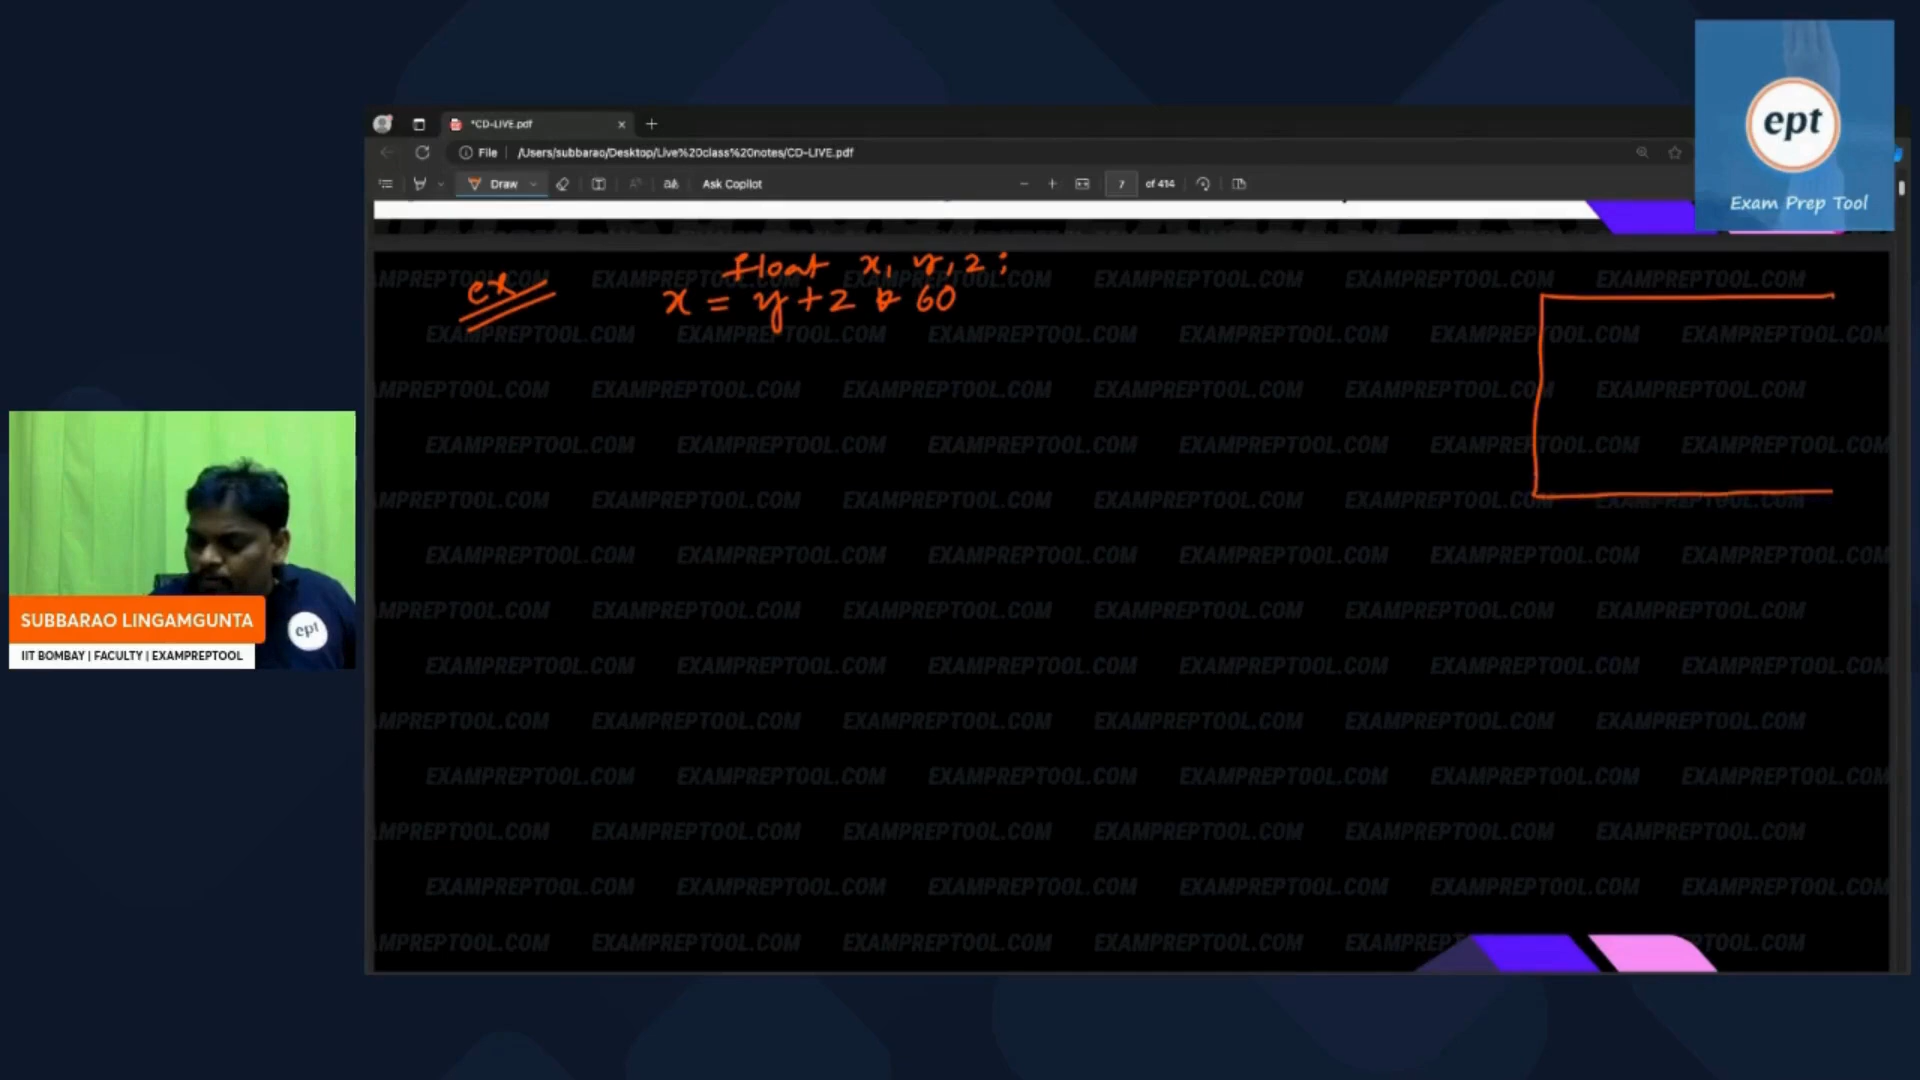 ept
Exam Prep Tool
*CD-LIVE.pdf
File | /Users/subbarao/Desktop/Live%20class%20notes/CD-LIVE.pdf
Draw
Ask Copilot
7 of 414
float x, y, z ;
ex
x = y + z * 60
EXAMPREPTOOL.COM
SUBBARAO LINGAMGUNTA
ept
IIT BOMBAY | FACULTY | EXAMPREPTOOL